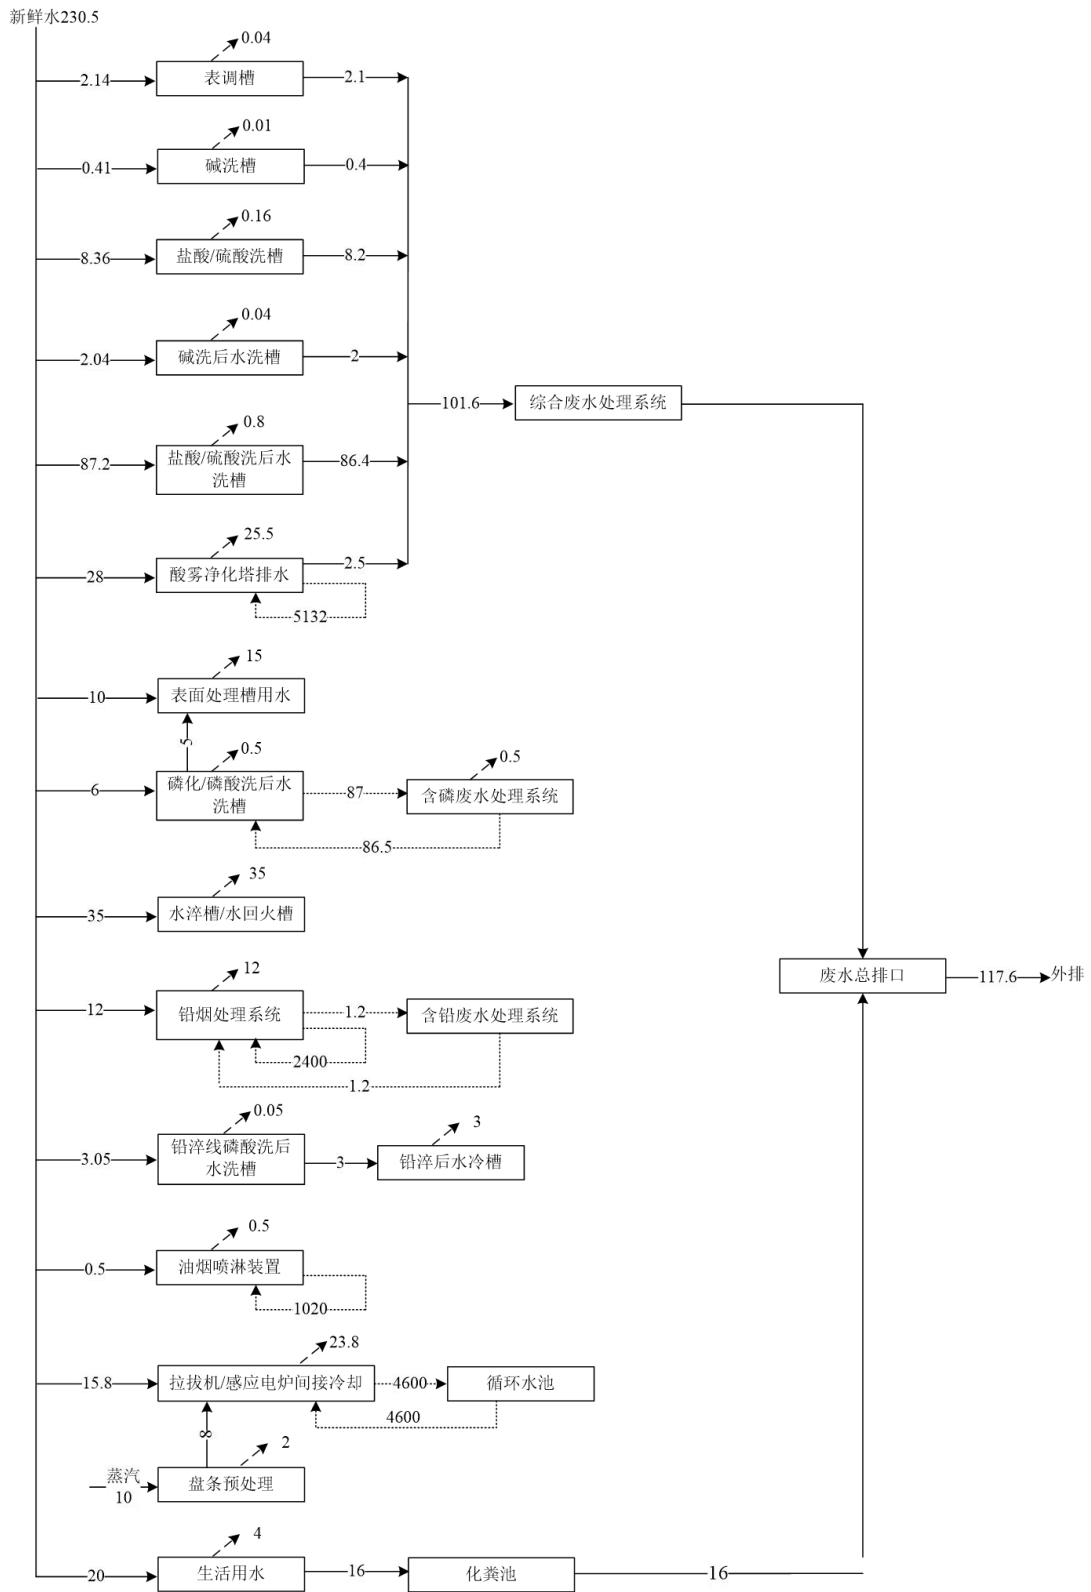 新鲜水230.5
0.04
2.14
表调槽
2.1
0.01
0.41
碱洗槽
0.4
0.16
8.36
盐酸/硫酸洗槽
8.2
0.04
2.04
碱洗后水洗槽
2
101.6
综合废水处理系统
0.8
87.2
盐酸/硫酸洗后水
洗槽
86.4
25.5
28
酸雾净化塔排水
2.5
5132
15
10
表面处理槽用水
5
0.5
6
磷化/磷酸洗后水
洗槽
87
0.5
含磷废水处理系统
86.5
35
35
水淬槽/水回火槽
12
12
铅烟处理系统
1.2
含铅废水处理系统
2400
1.2
废水总排口
117.6
外排
0.05
3.05
铅淬线磷酸洗后
水洗槽
3
3
铅淬后水冷槽
0.5
0.5
油烟喷淋装置
1020
23.8
15.8
拉拔机/感应电炉间接冷却
4600
循环水池
4600
8
2
蒸汽
10
盘条预处理
4
20
生活用水
16
化粪池
16